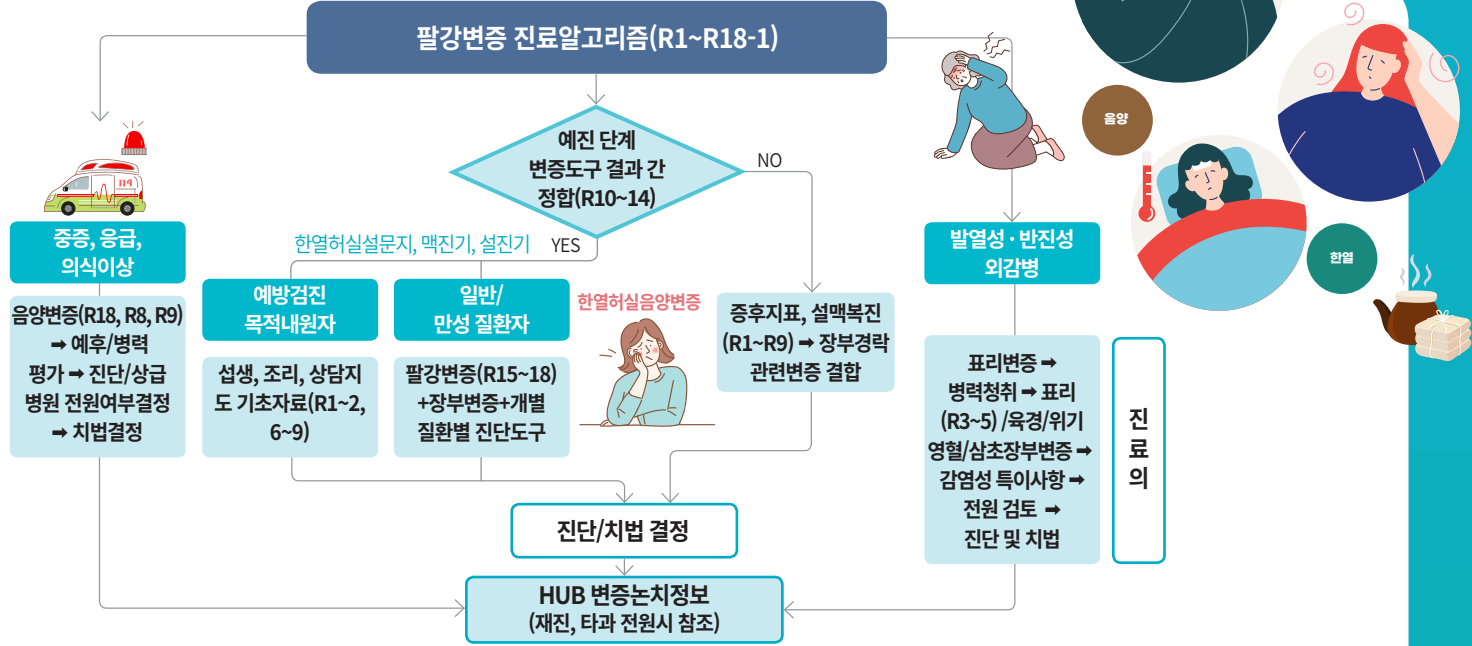 팔강변증 진료알고리즘(R1~R18-1)
예진 단계
변증도구 결과 간
정합(R10~14)
NO
YES
한열허실설문지, 맥진기, 설진기
119
중증, 응급,
의식이상
음양변증(R18, R8, R9)
➡ 예후/병력
평가 ➡ 진단/상급
병원 전원여부결정
➡ 치법결정
예방검진
목적내원자
섭생, 조리, 상담지
도 기초자료(R1~2,
6~9)
일반/
만성 질환자
팔강변증(R15~18)
+장부변증+개별
질환별 진단도구
한열허실음양변증
증후지표, 설맥복진
(R1~R9) ➡ 장부경락
관련변증 결합
발열성 · 반진성
외감병
표리변증 ➡
병력청취 ➡ 표리
(R3~5) /육경/위기
영혈/삼초장부변증 ➡
감염성 특이사항 ➡
전원 검토 ➡
진단 및 치법
진
료
의
진단/치법 결정
HUB 변증논치정보
(재진, 타과 전원시 참조)
음양
한열